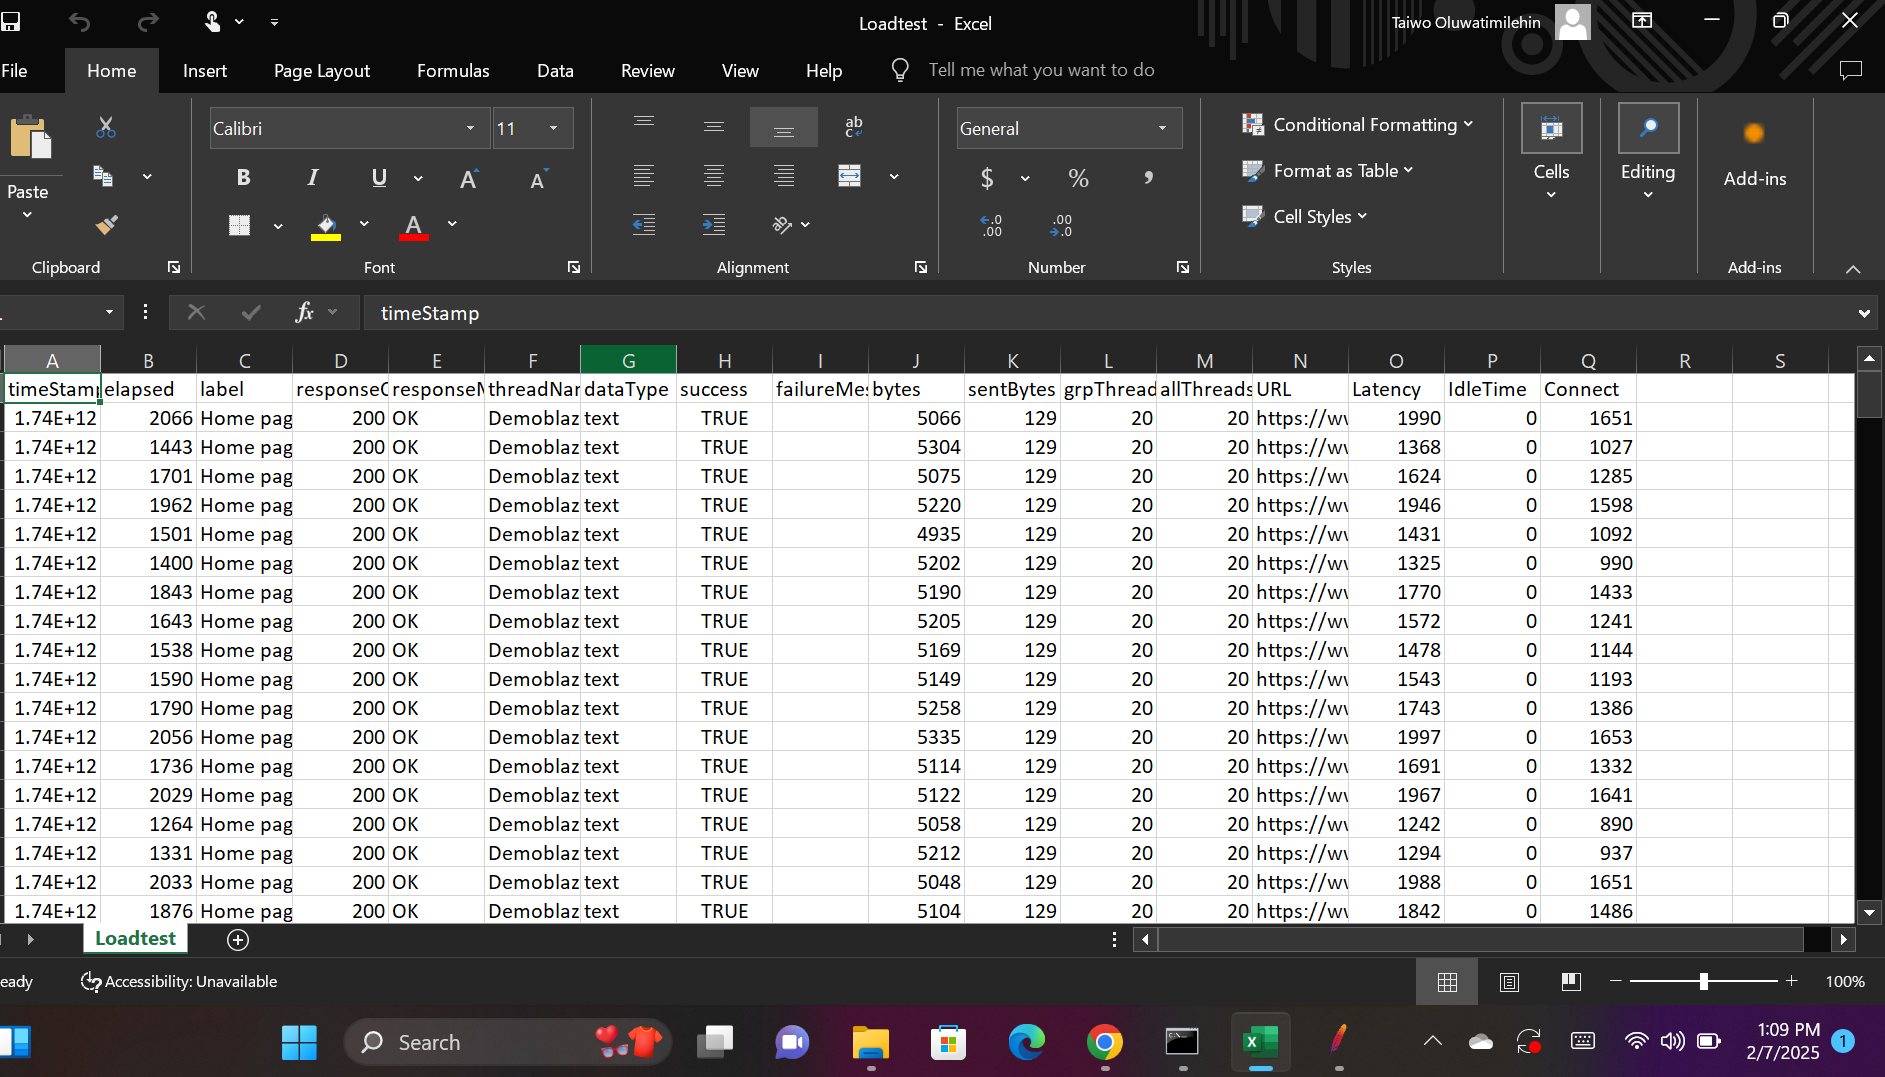 Loadtest - Excel
Taiwo Oluwatimilehin
File Home Insert Page Layout Formulas Data Review View Help Tell me what you want to do
Calibri 11 General
Conditional Formatting
Format as Table
Cell Styles
Paste
Cells Editing Add-ins
Clipboard Font Alignment Number Styles Add-ins
fx timeStamp
A B C D E F G H I J K L M N O P Q R S
timeStamp elapsed label responseC responseM threadNar dataType success failureMes bytes sentBytes grpThread allThreads URL Latency IdleTime Connect
1.74E+12 2066 Home pag 200 OK Demoblaz text TRUE 5066 129 20 20 https://w 1990 0 1651
1.74E+12 1443 Home pag 200 OK Demoblaz text TRUE 5304 129 20 20 https://w 1368 0 1027
1.74E+12 1701 Home pag 200 OK Demoblaz text TRUE 5075 129 20 20 https://w 1624 0 1285
1.74E+12 1962 Home pag 200 OK Demoblaz text TRUE 5220 129 20 20 https://w 1946 0 1598
1.74E+12 1501 Home pag 200 OK Demoblaz text TRUE 4935 129 20 20 https://w 1431 0 1092
1.74E+12 1400 Home pag 200 OK Demoblaz text TRUE 5202 129 20 20 https://w 1325 0 990
1.74E+12 1843 Home pag 200 OK Demoblaz text TRUE 5190 129 20 20 https://w 1770 0 1433
1.74E+12 1643 Home pag 200 OK Demoblaz text TRUE 5205 129 20 20 https://w 1572 0 1241
1.74E+12 1538 Home pag 200 OK Demoblaz text TRUE 5169 129 20 20 https://w 1478 0 1144
1.74E+12 1590 Home pag 200 OK Demoblaz text TRUE 5149 129 20 20 https://w 1543 0 1193
1.74E+12 1790 Home pag 200 OK Demoblaz text TRUE 5258 129 20 20 https://w 1743 0 1386
1.74E+12 2056 Home pag 200 OK Demoblaz text TRUE 5335 129 20 20 https://w 1997 0 1653
1.74E+12 1736 Home pag 200 OK Demoblaz text TRUE 5114 129 20 20 https://w 1691 0 1332
1.74E+12 2029 Home pag 200 OK Demoblaz text TRUE 5122 129 20 20 https://w 1967 0 1641
1.74E+12 1264 Home pag 200 OK Demoblaz text TRUE 5058 129 20 20 https://w 1242 0 890
1.74E+12 1331 Home pag 200 OK Demoblaz text TRUE 5212 129 20 20 https://w 1294 0 937
1.74E+12 2033 Home pag 200 OK Demoblaz text TRUE 5048 129 20 20 https://w 1988 0 1651
1.74E+12 1876 Home pag 200 OK Demoblaz text TRUE 5104 129 20 20 https://w 1842 0 1486
Loadtest
eady Accessibility: Unavailable 100%
Search
1:09 PM
2/7/2025
1